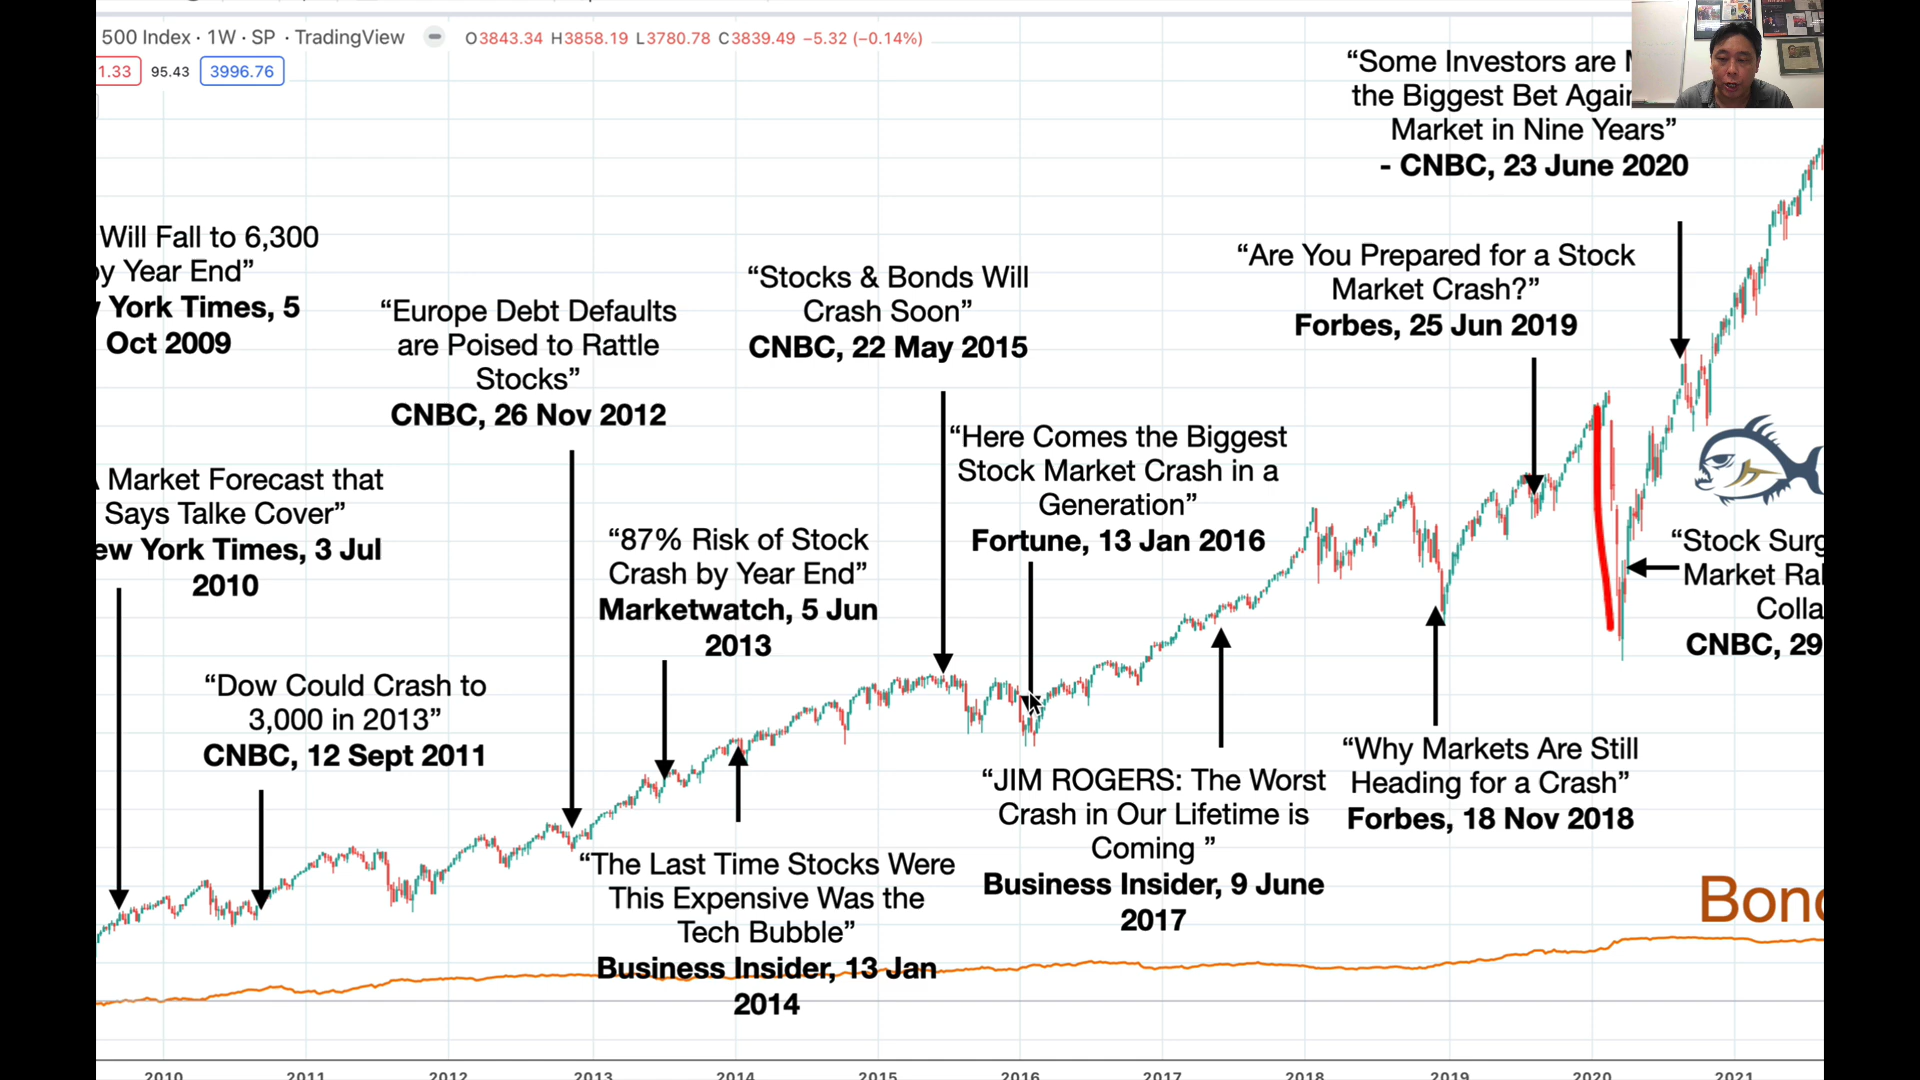 500 Index · 1W · SP · TradingView
O3843.34 H3858.19 L3780.78 C3839.49 −5.32 (−0.14%)
1.33 95.43 3996.76
“Some Investors are
the Biggest Bet Again
Market in Nine Years”
- CNBC, 23 June 2020
Will Fall to 6,300
by Year End”
York Times, 5
Oct 2009
“Europe Debt Defaults
are Poised to Rattle
Stocks”
CNBC, 26 Nov 2012
“Stocks & Bonds Will
Crash Soon”
CNBC, 22 May 2015
“Are You Prepared for a Stock
Market Crash?”
Forbes, 25 Jun 2019
A Market Forecast that
Says Talke Cover”
ew York Times, 3 Jul
2010
“Here Comes the Biggest
Stock Market Crash in a
Generation”
Fortune, 13 Jan 2016
“87% Risk of Stock
Crash by Year End”
Marketwatch, 5 Jun
2013
“Stock Surg
Market Ral
Colla
CNBC, 29
“Dow Could Crash to
3,000 in 2013”
CNBC, 12 Sept 2011
“The Last Time Stocks Were
This Expensive Was the
Tech Bubble”
Business Insider, 13 Jan
2014
“JIM ROGERS: The Worst
Crash in Our Lifetime is
Coming ”
Business Insider, 9 June
2017
“Why Markets Are Still
Heading for a Crash”
Forbes, 18 Nov 2018
Bond
2010 2011 2012 2013 2014 2015 2016 2017 2018 2019 2020 2021